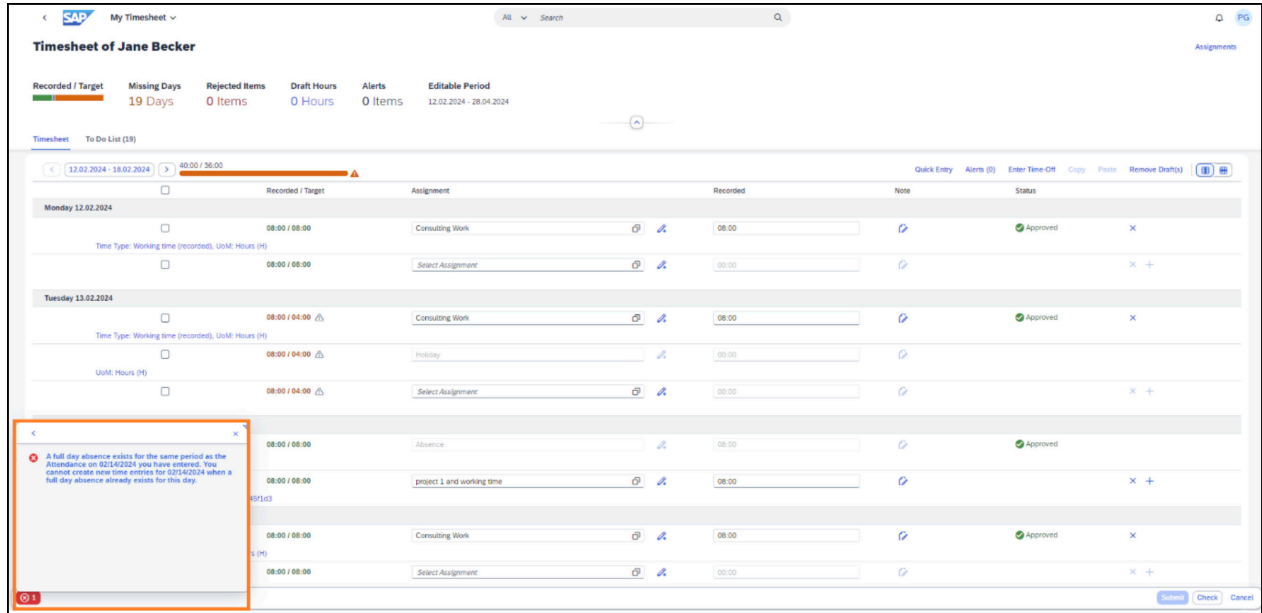 SAP My Timesheet All Search PG
Timesheet of Jane Becker Assignments
Recorded / Target Missing Days Rejected Items Draft Hours Alerts Editable Period
19 Days 0 Items 0 Hours 0 Items 12.02.2024 - 28.04.2024
Timesheet To Do List (19)
12.02.2024 - 18.02.2024 40:00 / 36:00 Quick Entry Alerts (0) Enter Time-Off Copy Paste Remove Draft(s)
Recorded / Target Assignment Recorded Note Status
Monday 12.02.2024
08:00 / 08:00 Consulting Work 08:00 Approved
Time Type: Working time (recorded), UoM: Hours (H)
08:00 / 08:00 Select Assignment 00:00
Tuesday 13.02.2024
08:00 / 04:00 Consulting Work 08:00 Approved
Time Type: Working time (recorded), UoM: Hours (H)
08:00 / 04:00 Holiday 00:00
UoM: Hours (H)
08:00 / 04:00 Select Assignment 00:00
08:00 / 08:00 Absence 08:00 Approved
A full day absence exists for the same period as the
Attendance on 02/14/2024 you have entered. You
cannot create new time entries for 02/14/2024 when a
full day absence already exists for this day.
08:00 / 08:00 project 1 and working time 08:00
08:00 / 08:00 Consulting Work 08:00 Approved
s (H)
08:00 / 08:00 Select Assignment 00:00
1 Submit Check Cancel